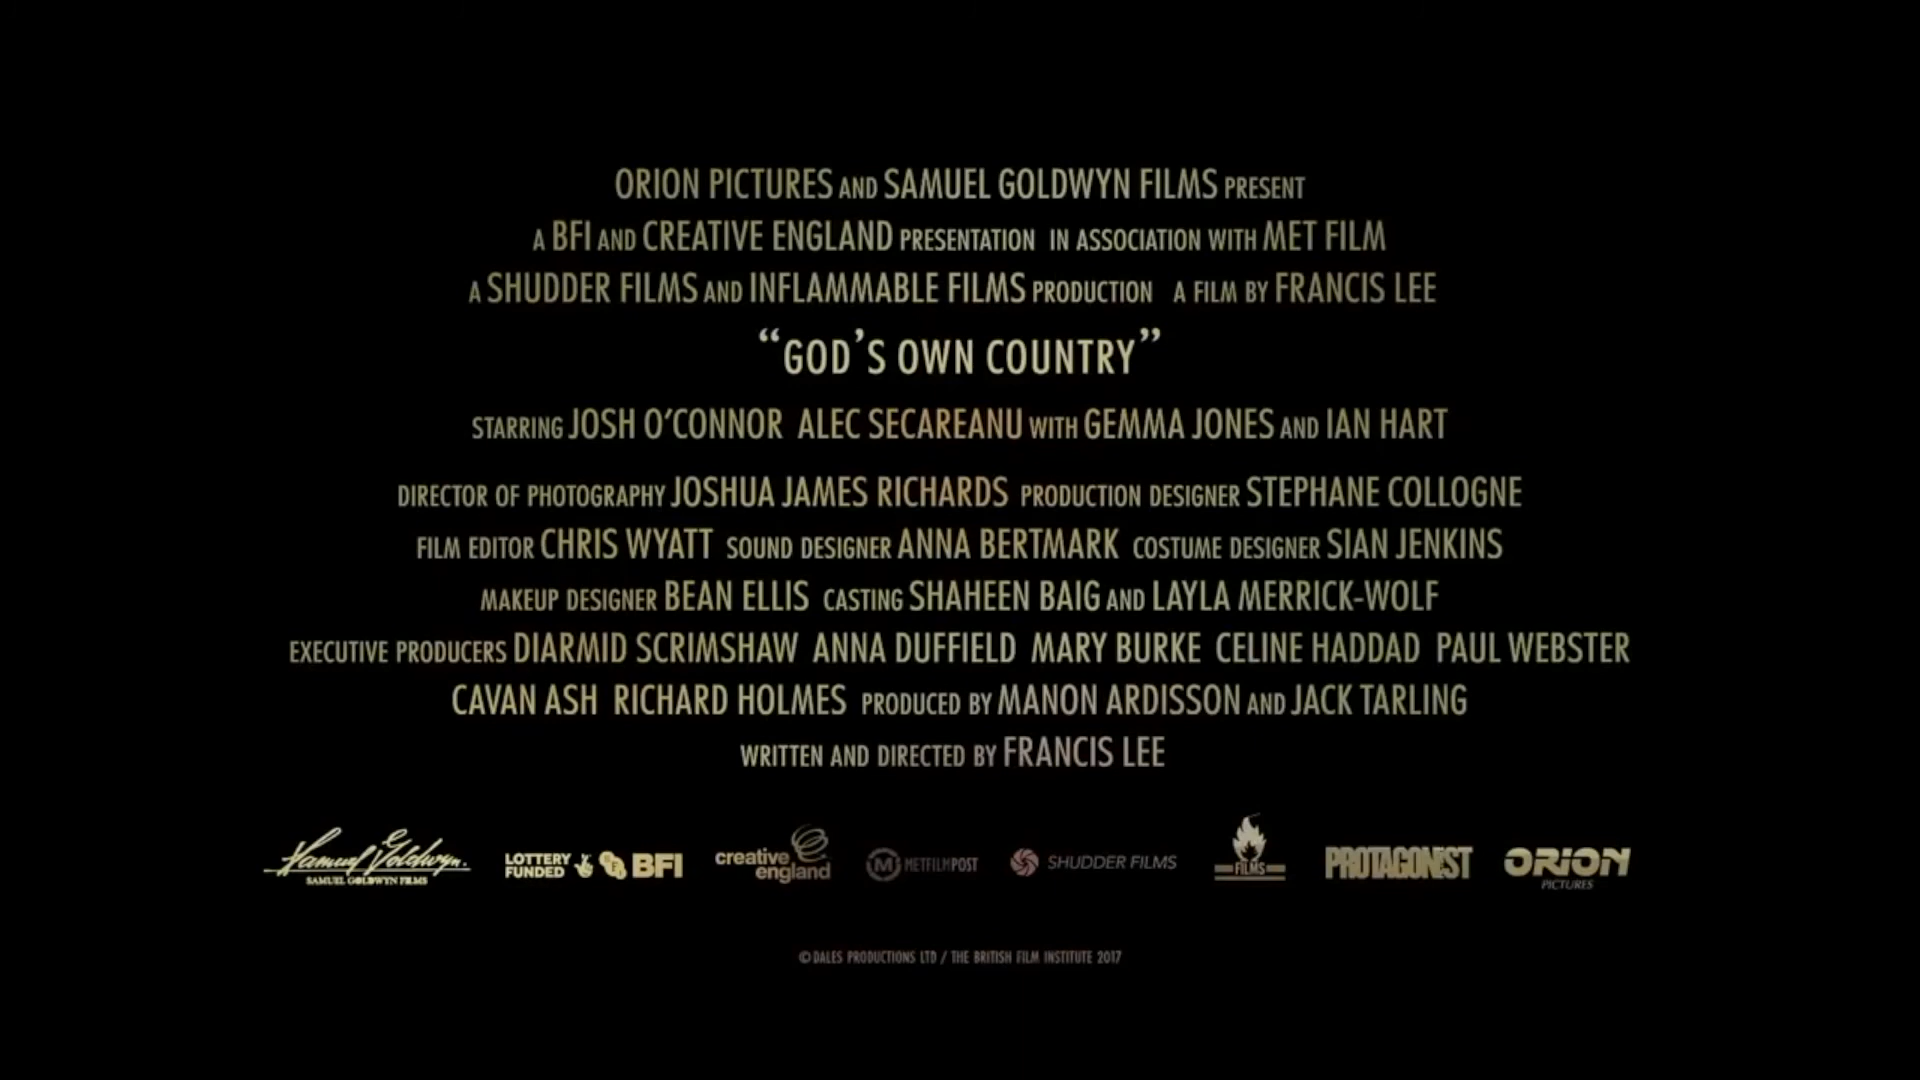 ORION PICTURES AND SAMUEL GOLDWYN FILMS PRESENT
A BFI AND CREATIVE ENGLAND PRESENTATION IN ASSOCIATION WITH MET FILM
A SHUDDER FILMS AND INFLAMMABLE FILMS PRODUCTION A FILM BY FRANCIS LEE
“GOD’S OWN COUNTRY”
STARRING JOSH O’CONNOR ALEC SECAREANU WITH GEMMA JONES AND IAN HART
DIRECTOR OF PHOTOGRAPHY JOSHUA JAMES RICHARDS PRODUCTION DESIGNER STEPHANE COLLOGNE
FILM EDITOR CHRIS WYATT SOUND DESIGNER ANNA BERTMARK COSTUME DESIGNER SIAN JENKINS
MAKEUP DESIGNER BEAN ELLIS CASTING SHAHEEN BAIG AND LAYLA MERRICK-WOLF
EXECUTIVE PRODUCERS DIARMID SCRIMSHAW ANNA DUFFIELD MARY BURKE CELINE HADDAD PAUL WEBSTER
CAVAN ASH RICHARD HOLMES PRODUCED BY MANON ARDISSON AND JACK TARLING
WRITTEN AND DIRECTED BY FRANCIS LEE
Samuel Goldwyn.
SAMUEL GOLDWYN FILMS
LOTTERY FUNDED
BFI
creative england
M METFILMPOST
SHUDDER FILMS
FILMS
PROTAGONIST
ORION
PICTURES
© DALES PRODUCTIONS LTD / THE BRITISH FILM INSTITUTE 2017